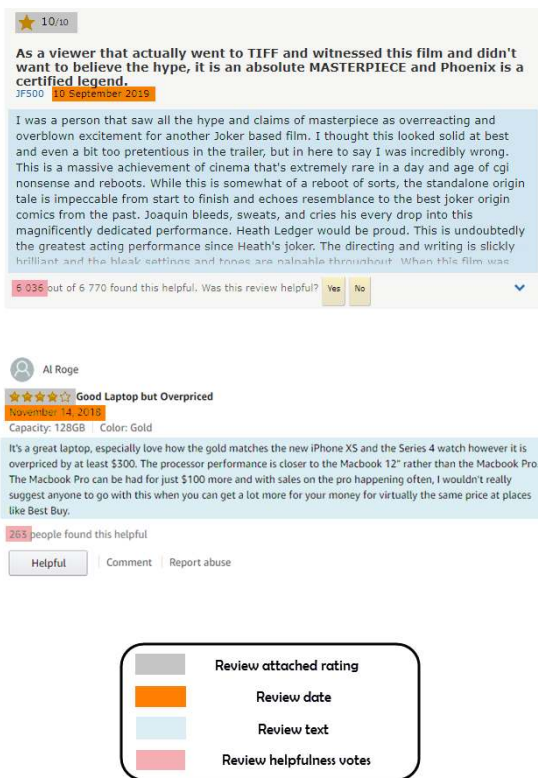 10/10
As a viewer that actually went to TIFF and witnessed this film and didn't
want to believe the hype, it is an absolute MASTERPIECE and Phoenix is a
certified legend.
JF500 10 September 2019
I was a person that saw all the hype and claims of masterpiece as overreacting and
overblown excitement for another Joker based film. I thought this looked solid at best
and even a bit too pretentious in the trailer, but in here to say I was incredibly wrong.
This is a massive achievement of cinema that's extremely rare in a day and age of cgi
nonsense and reboots. While this is somewhat of a reboot of sorts, the standalone origin
tale is impeccable from start to finish and echoes resemblance to the best joker origin
comics from the past. Joaquin bleeds, sweats, and cries his every drop into this
magnificently dedicated performance. Heath Ledger would be proud. This is undoubtedly
the greatest acting performance since Heath's joker. The directing and writing is slickly
brilliant and the bleak settings and tones are palpable throughout. When this film was
6 036 out of 6 770 found this helpful. Was this review helpful? Yes No
Al Roge
Good Laptop but Overpriced
November 14, 2018
Capacity: 128GB Color: Gold
It's a great laptop, especially love how the gold matches the new iPhone XS and the Series 4 watch however it is
overpriced by at least $300. The processor performance is closer to the Macbook 12" rather than the Macbook Pro
The Macbook Pro can be had for just $100 more and with sales on the pro happening often, I wouldn't really
suggest anyone to go with this when you can get a lot more for your money for virtually the same price at places
like Best Buy.
263 people found this helpful
Helpful Comment Report abuse
Review attached rating
Review date
Review text
Review helpfulness votes